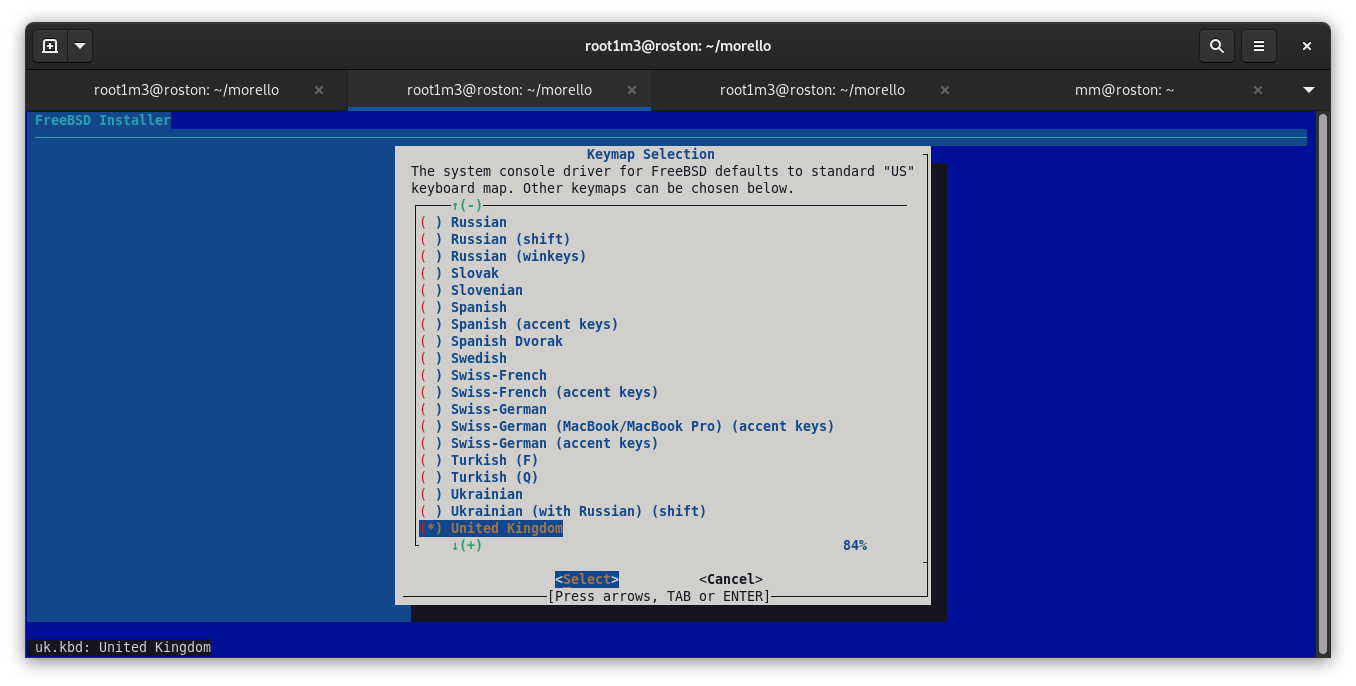 root1m3@roston: ~/morello
root1m3@roston: ~/morello
root1m3@roston: ~/morello
root1m3@roston: ~/morello
mm@roston: ~
FreeBSD Installer
Keymap Selection
The system console driver for FreeBSD defaults to standard "US"
keyboard map. Other keymaps can be chosen below.
↑(-)
( ) Russian
( ) Russian (shift)
( ) Russian (winkeys)
( ) Slovak
( ) Slovenian
( ) Spanish
( ) Spanish (accent keys)
( ) Spanish Dvorak
( ) Swedish
( ) Swiss-French
( ) Swiss-French (accent keys)
( ) Swiss-German
( ) Swiss-German (MacBook/MacBook Pro) (accent keys)
( ) Swiss-German (accent keys)
( ) Turkish (F)
( ) Turkish (Q)
( ) Ukrainian
( ) Ukrainian (with Russian) (shift)
(*) United Kingdom
↓(+) 84%
<Select> <Cancel>
[Press arrows, TAB or ENTER]
uk.kbd: United Kingdom